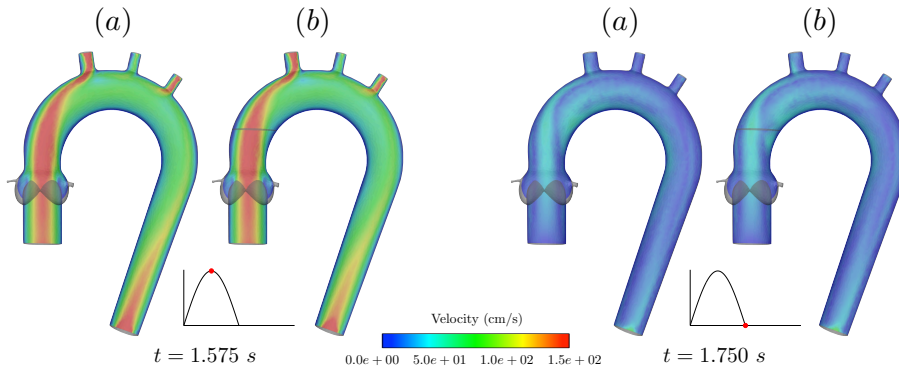 (a) (b) (a) (b)
Velocity (cm/s)
0.0e + 00 5.0e + 01 1.0e + 02 1.5e + 02
t = 1.575 s t = 1.750 s